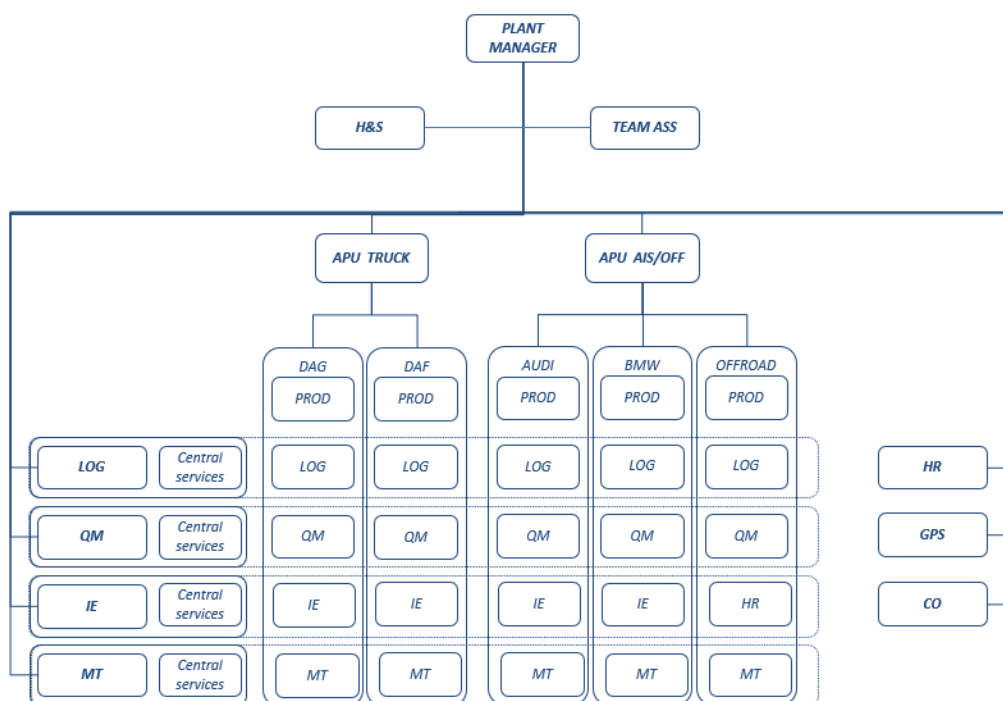 PLANT
MANAGER
H&S
TEAM ASS
APU TRUCK
APU AIS/OFF
DAG
DAF
AUDI
BMW
OFFROAD
PROD
PROD
PROD
PROD
PROD
LOG
Central
services
LOG
LOG
LOG
LOG
LOG
HR
QM
Central
services
QM
QM
QM
QM
QM
GPS
IE
Central
services
IE
IE
IE
IE
HR
CO
MT
Central
services
MT
MT
MT
MT
MT